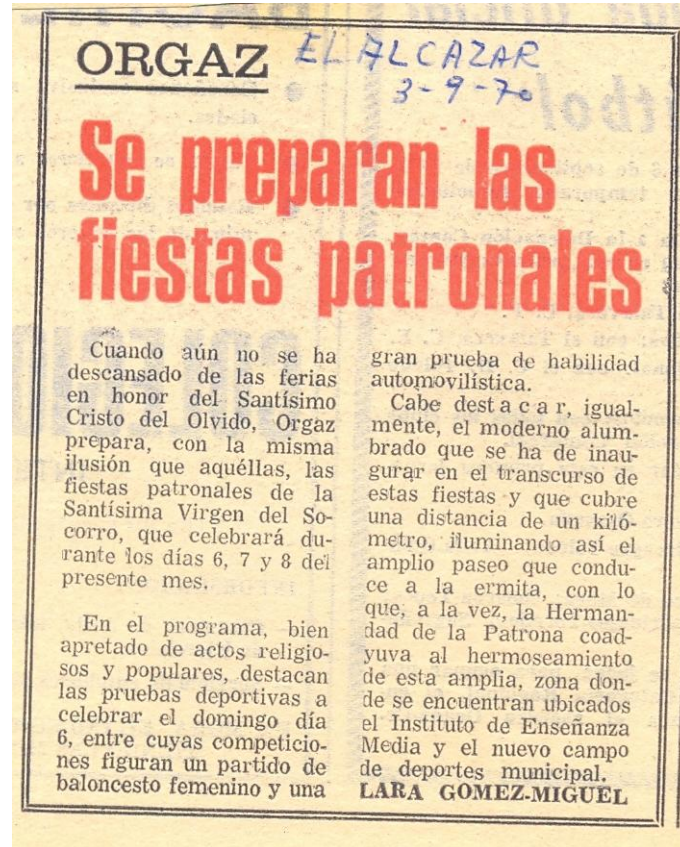 ORGAZ
EL ALCAZAR
3-9-70
Se preparan las
fiestas patronales
Cuando aún no se ha
descansado de las ferias
en honor del Santísimo
Cristo del Olvido, Orgaz
prepara, con la misma
ilusión que aquéllas, las
fiestas patronales de la
Santísima Virgen del So-
corro, que celebrará du-
rante los días 6, 7 y 8 del
presente mes.
En el programa, bien
apretado de actos religio-
sos y populares, destacan
las pruebas deportivas a
celebrar el domingo día
6, entre cuyas competicio-
nes figuran un partido de
baloncesto femenino y una
gran prueba de habilidad
automovilística.
Cabe destacar, igual-
mente, el moderno alum-
brado que se ha de inau-
gurar en el transcurso de
estas fiestas y que cubre
una distancia de un kiló-
metro, iluminando así el
amplio paseo que condu-
ce a la ermita, con lo
que, a la vez, la Herman-
dad de la Patrona coad-
yuva al hermoseamiento
de esta amplia, zona don-
de se encuentran ubicados
el Instituto de Enseñanza
Media y el nuevo campo
de deportes municipal.
LARA GOMEZ-MIGUEL